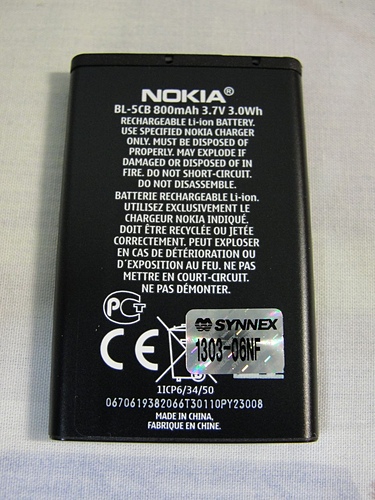 NOKIA®
BL-5CB 800mAh 3.7V 3.0Wh
RECHARGEABLE Li-ion BATTERY.
USE SPECIFIED NOKIA CHARGER
ONLY. MUST BE DISPOSED OF
PROPERLY. MAY EXPLODE IF
DAMAGED OR DISPOSED OF IN
FIRE. DO NOT SHORT-CIRCUIT.
DO NOT DISASSEMBLE.
BATTERIE RECHARGEABLE Li-ion.
UTILISEZ EXCLUSIVEMENT LE
CHARGEUR NOKIA INDIQUÉ.
DOIT ÊTRE RECYCLÉE OU JETÉE
CORRECTEMENT. PEUT EXPLOSER
EN CAS DE DÉTÉRIORATION OU
D'EXPOSITION AU FEU. NE PAS
METTRE EN COURT-CIRCUIT.
NE PAS DÉMONTER.
PCT
SYNNEX
CE
1303-06NF
1ICP6/34/50
0670619382066T30110PY23008
MADE IN CHINA,
FABRIQUÉ EN CHINE.